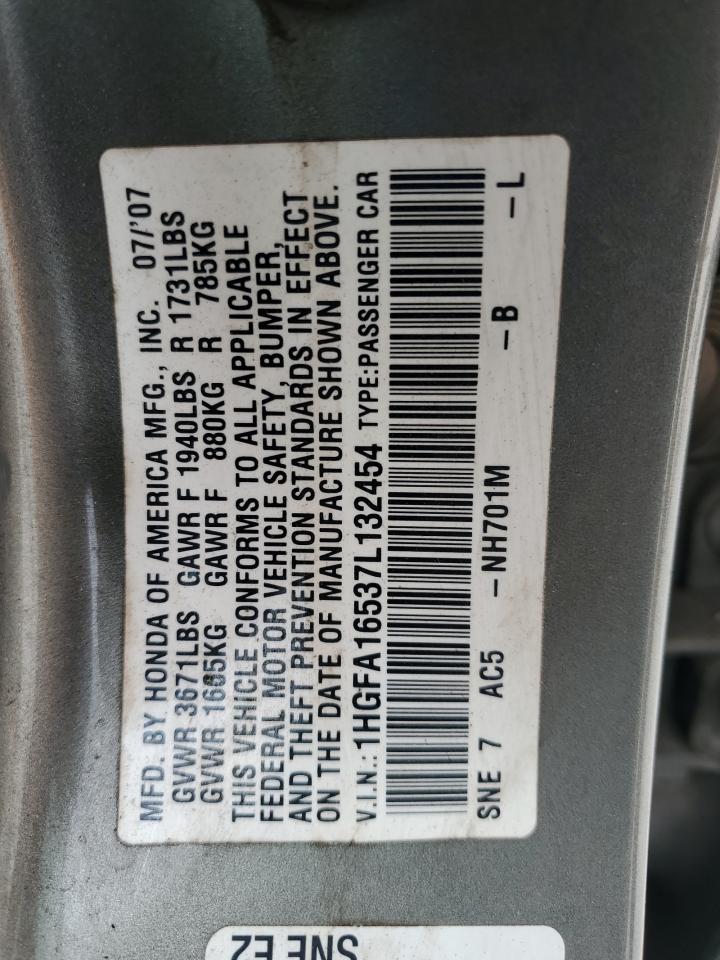 MFD. BY HONDA OF AMERICA MFG., INC. 07/'07
GVWR 3671LBS GAWR F 1940LBS R 1731LBS
GVWR 1665KG GAWR F 880KG R 785KG
THIS VEHICLE CONFORMS TO ALL APPLICABLE
FEDERAL MOTOR VEHICLE SAFETY, BUMPER,
AND THEFT PREVENTION STANDARDS IN EFFECT
ON THE DATE OF MANUFACTURE SHOWN ABOVE.
V.I.N.: 1HGFA16537L132454 TYPE:PASSENGER CAR
SNE 7 AC5 -NH701M -B -L